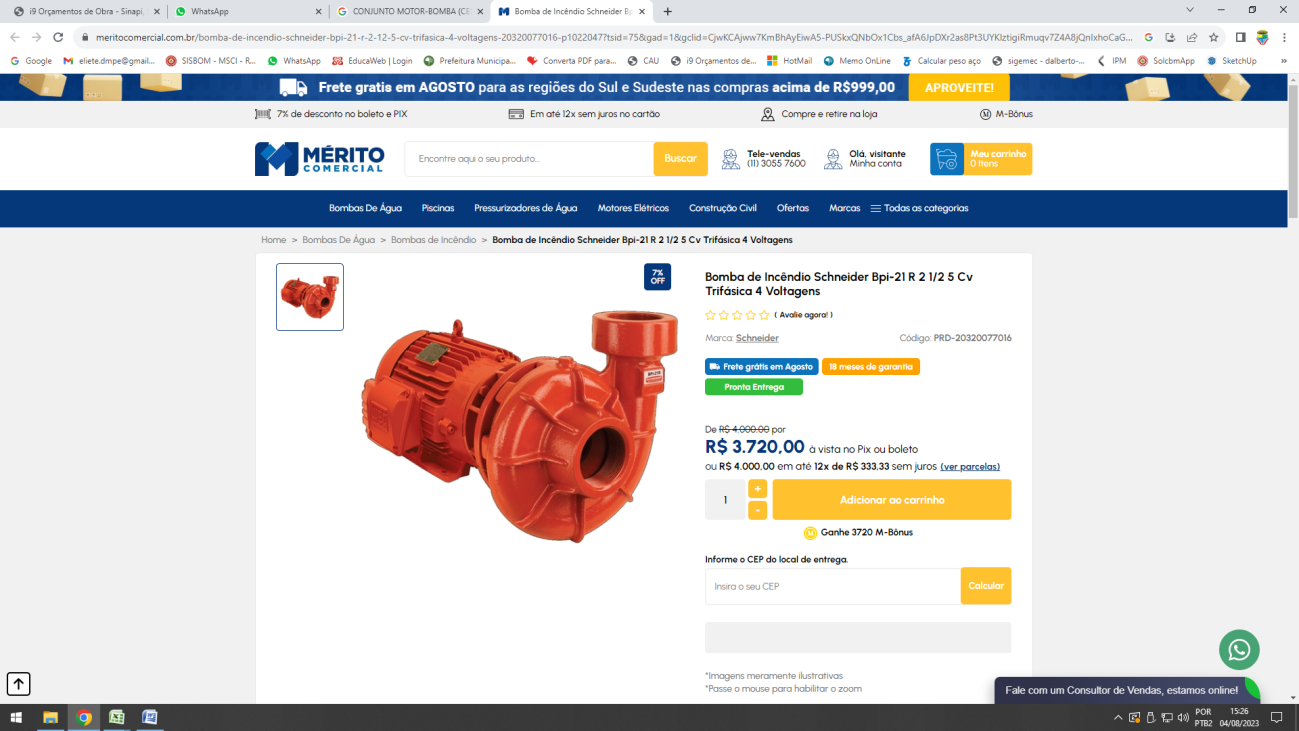 i9 Orçamentos de Obra - Sinapi,
WhatsApp
CONJUNTO MOTOR-BOMBA (CE
Bomba de Incêndio Schneider Bp
meritocomercial.com.br/bomba-de-incendio-schneider-bpi-21-r-2-12-5-cv-trifasica-4-voltagens-20320077016-p1022047?tsid=75&gad=1&gclid=
Google
eliete.dmpe@gmail...
SISBOM - MSCI - R...
WhatsApp
EducaWeb | Login
Prefeitura Municipa...
Converta PDF para...
CAU
i9 Orçamentos de...
HotMail
Memo OnLine
Calcular peso aço
sigemec - dalberto-...
IPM
SolcbmApp
SketchUp
»
Frete gratis em AGOSTO para as regiões do Sul e Sudeste nas compras acima de R$999,00
APROVEITE!
7% de desconto no boleto e PIX
Em até 12x sem juros no cartão
Compre e retire na loja
M-Bônus
MÉRITO
COMERCIAL
Encontre aqui o seu produto...
Buscar
Tele-vendas
(11) 3055 7600
Olá, visitante
Minha conta
Meu carrinho
0 Itens
Bombas De Água
Piscinas
Pressurizadores de Água
Motores Elétricos
Construção Civil
Ofertas
Marcas
Todas as categorias
Home > Bombas De Água > Bombas de Incêndio > Bomba de Incêndio Schneider Bpi-21 R 2 1/2 5 Cv Trifásica 4 Voltagens
7%
OFF
Bomba de Incêndio Schneider Bpi-21 R 2 1/2 5 Cv
Trifásica 4 Voltagens
( Avalie agora! )
Marca: Schneider
Código: PRD-20320077016
Frete grátis em Agosto
18 meses de garantia
Pronta Entrega
De R$ 4.000,00 por
R$ 3.720,00 à vista no Pix ou boleto
ou R$ 4.000,00 em até 12x de R$ 333,33 sem juros (ver parcelas)
1
+
-
Adicionar ao carrinho
Ganhe 3720 M-Bônus
Informe o CEP do local de entrega.
Insira o seu CEP
Calcular
*Imagens meramente ilustrativas
*Passe o mouse para habilitar o zoom
Fale com um Consultor de Vendas, estamos online!
POR
PTB2
15:26
04/08/2023